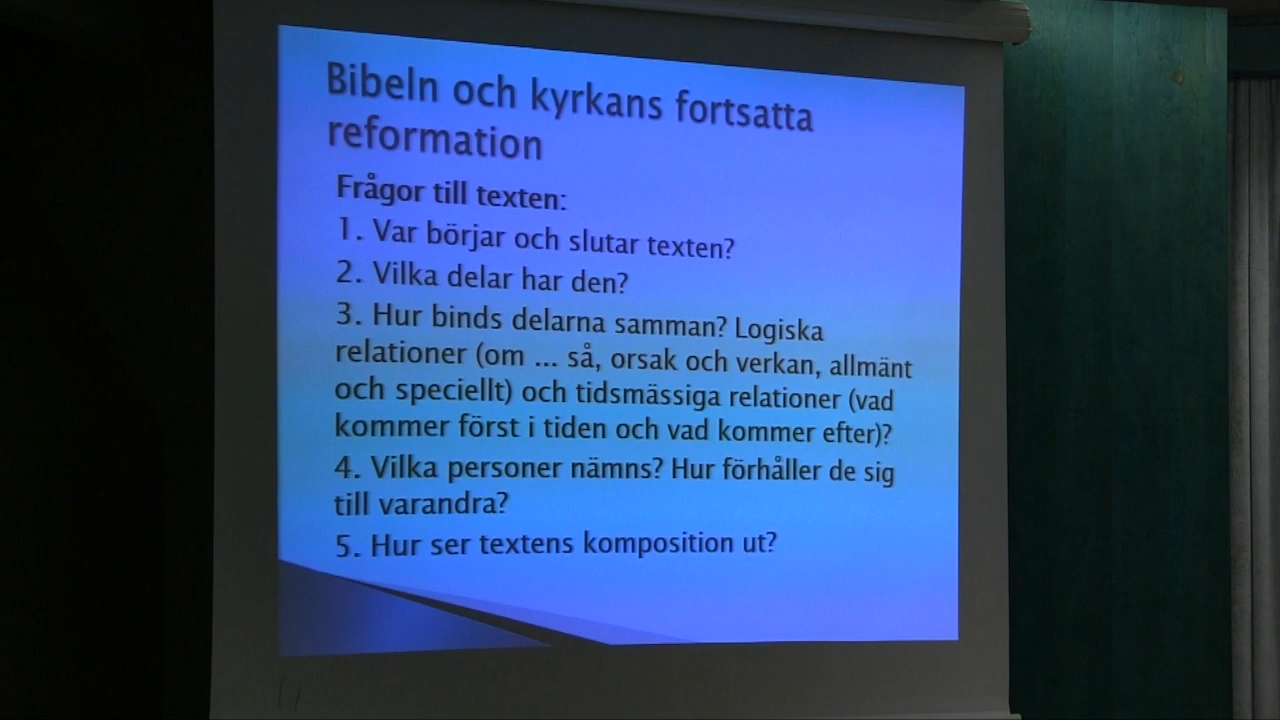 Bibeln och kyrkans fortsatta
reformation
Frågor till texten:
1. Var börjar och slutar texten?
2. Vilka delar har den?
3. Hur binds delarna samman? Logiska
relationer (om ... så, orsak och verkan, allmänt
och speciellt) och tidsmässiga relationer (vad
kommer först i tiden och vad kommer efter)?
4. Vilka personer nämns? Hur förhåller de sig
till varandra?
5. Hur ser textens komposition ut?